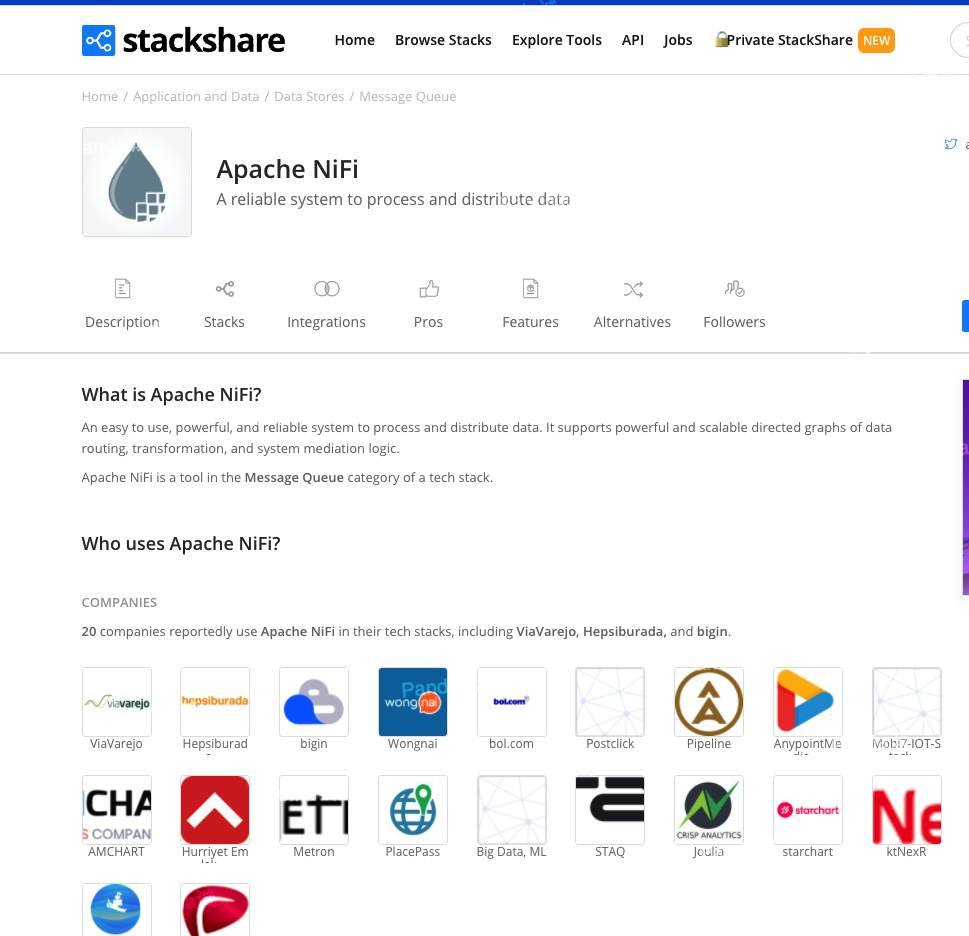 stackshare
Home Browse Stacks Explore Tools API Jobs Private StackShare NEW
Home / Application and Data / Data Stores / Message Queue
Apache NiFi
A reliable system to process and distribute data
Description Stacks Integrations Pros Features Alternatives Followers
What is Apache NiFi?
An easy to use, powerful, and reliable system to process and distribute data. It supports powerful and scalable directed graphs of data
routing, transformation, and system mediation logic.
Apache NiFi is a tool in the Message Queue category of a tech stack.
Who uses Apache NiFi?
COMPANIES
20 companies reportedly use Apache NiFi in their tech stacks, including ViaVarejo, Hepsiburada, and bigin.
viavarejo hepsiburada wongnai bol.com
ViaVarejo Hepsiburad bigin Wongnai bol.com Postclick Pipeline AnypointMe Mobi7-IOT-S
CHA ETR CRISP ANALYTICS starchart Ne
S COMPAN
AMCHART Hurriyet Em Metron PlacePass Big Data, ML STAQ Joulia starchart ktNexR